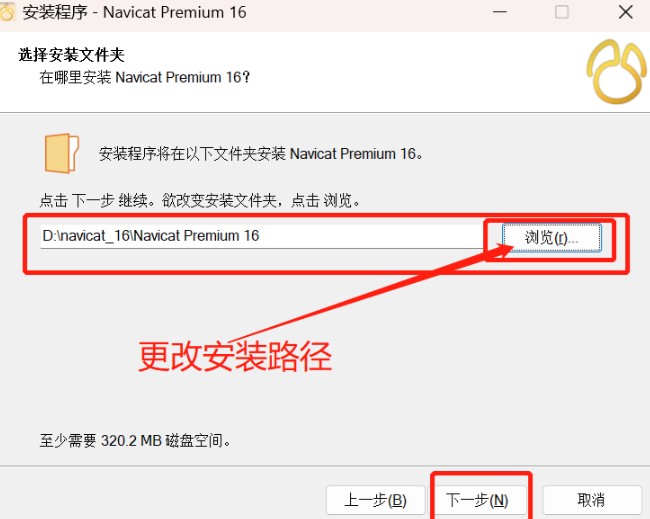 安装程序 - Navicat Premium 16
选择安装文件夹
在哪里安装 Navicat Premium 16?
安装程序将在以下文件夹安装 Navicat Premium 16。
点击 下一步 继续。欲改变安装文件夹，点击 浏览。
D:\navicat_16\Navicat Premium 16
浏览(r)...
更改安装路径
至少需要 320.2 MB 磁盘空间。
上一步(B)
下一步(N)
取消